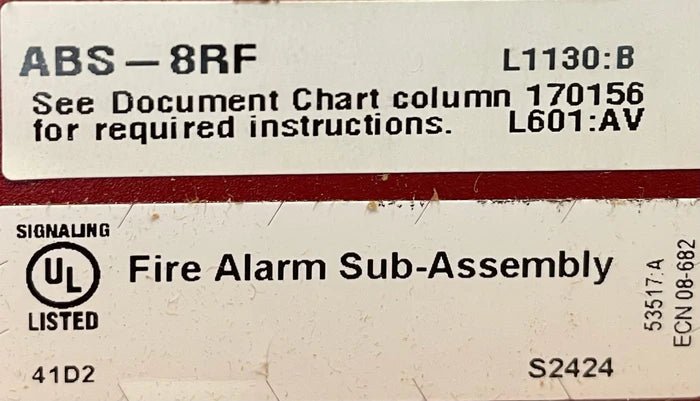 ABS-8RF L1130:B
See Document Chart column 170156
for required instructions. L601:AV
SIGNALING
UL
LISTED
Fire Alarm Sub-Assembly
41D2
S2424
53517:A
ECN 08-682